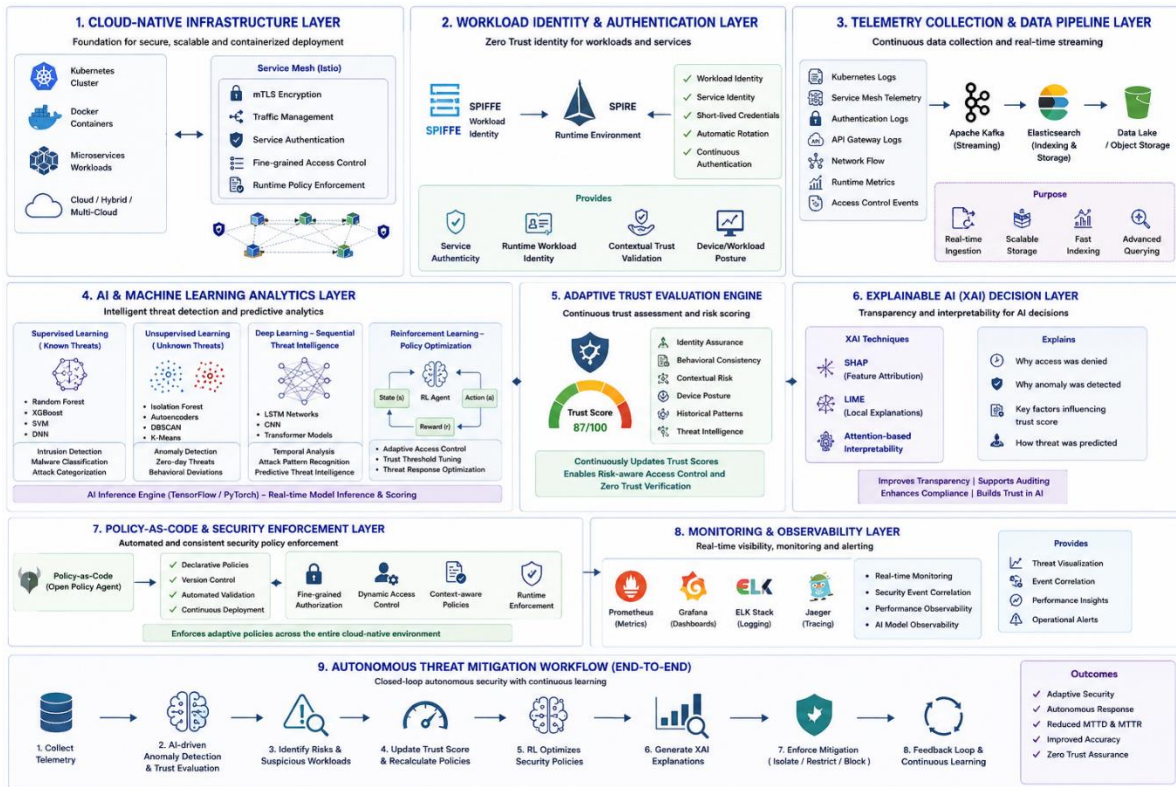 1. CLOUD-NATIVE INFRASTRUCTURE LAYER
Foundation for secure, scalable and containerized deployment
Kubernetes
Cluster
Docker
Containers
Microservices
Workloads
Cloud / Hybrid /
Multi-Cloud
Service Mesh (Istio)
mTLS Encryption
Traffic Management
Service Authentication
Fine-grained Access Control
Runtime Policy Enforcement
2. WORKLOAD IDENTITY & AUTHENTICATION LAYER
Zero Trust identity for workloads and services
SPIFFE
SPIFFE
Workload
Identity
SPIRE
Runtime Environment
Workload Identity
Service Identity
Short-lived Credentials
Automatic Rotation
Continuous
Authentication
Provides
Service
Authenticity
Runtime Workload
Identity
Contextual Trust
Validation
Device/Workload
Posture
3. TELEMETRY COLLECTION & DATA PIPELINE LAYER
Continuous data collection and real-time streaming
Kubernetes Logs
Service Mesh Telemetry
Authentication Logs
API Gateway Logs
Network Flow
Runtime Metrics
Access Control Events
Apache Kafka
(Streaming)
Elasticsearch
(Indexing &
Storage)
Data Lake
/ Object Storage
Purpose
Real-time
Ingestion
Scalable
Storage
Fast
Indexing
Advanced
Querying
4. AI & MACHINE LEARNING ANALYTICS LAYER
Intelligent threat detection and predictive analytics
Supervised Learning
( Known Threats)
• Random Forest
• XGBoost
• SVM
• DNN
Intrusion Detection
Malware Classification
Attack Categorization
Unsupervised Learning
( Unknown Threats)
• Isolation Forest
• Autoencoders
• DBSCAN
• K-Means
Anomaly Detection
Zero-day Threats
Behavioral Deviations
Deep Learning – Sequential
Threat Intelligence
• LSTM Networks
• CNN
• Transformer Models
Temporal Analysis
Attack Pattern Recognition
Predictive Threat Intelligence
Reinforcement Learning –
Policy Optimization
State (s)
RL Agent
Action (a)
Reward (r)
• Adaptive Access Control
• Trust Threshold Tuning
• Threat Response Optimization
AI Inference Engine (TensorFlow / PyTorch) – Real-time Model Inference & Scoring
5. ADAPTIVE TRUST EVALUATION ENGINE
Continuous trust assessment and risk scoring
Trust Score
87/100
Identity Assurance
Behavioral Consistency
Contextual Risk
Device Posture
Historical Patterns
Threat Intelligence
Continuously Updates Trust Scores
Enables Risk-aware Access Control and
Zero Trust Verification
6. EXPLAINABLE AI (XAI) DECISION LAYER
Transparency and interpretability for AI decisions
XAI Techniques
SHAP
(Feature Attribution)
LIME
(Local Explanations)
Attention-based
Interpretability
Explains
Why access was denied
Why anomaly was detected
Key factors influencing
trust score
How threat was predicted
Improves Transparency | Supports Auditing
Enhances Compliance | Builds Trust in AI
7. POLICY-AS-CODE & SECURITY ENFORCEMENT LAYER
Automated and consistent security policy enforcement
Policy-as-Code
(Open Policy Agent)
Declarative Policies
Version Control
Automated Validation
Continuous Deployment
Fine-grained
Authorization
Dynamic Access
Control
Context-aware
Policies
Runtime
Enforcement
Enforces adaptive policies across the entire cloud-native environment
8. MONITORING & OBSERVABILITY LAYER
Real-time visibility, monitoring and alerting
Prometheus
(Metrics)
Grafana
(Dashboards)
ELK
ELK Stack
(Logging)
Jaeger
(Tracing)
• Real-time Monitoring
• Security Event Correlation
• Performance Observability
• AI Model Observability
Provides
Threat Visualization
Event Correlation
Performance Insights
Operational Alerts
9. AUTONOMOUS THREAT MITIGATION WORKFLOW (END-TO-END)
Closed-loop autonomous security with continuous learning
1. Collect
Telemetry
2. AI-driven
Anomaly Detection
& Trust Evaluation
3. Identify Risks &
Suspicious Workloads
4. Update Trust Score
& Recalculate Policies
5. RL Optimizes
Security Policies
6. Generate XAI
Explanations
7. Enforce Mitigation
( Isolate / Restrict / Block )
8. Feedback Loop &
Continuous Learning
Outcomes
Adaptive Security
Autonomous Response
Reduced MTTD & MTTR
Improved Accuracy
Zero Trust Assurance